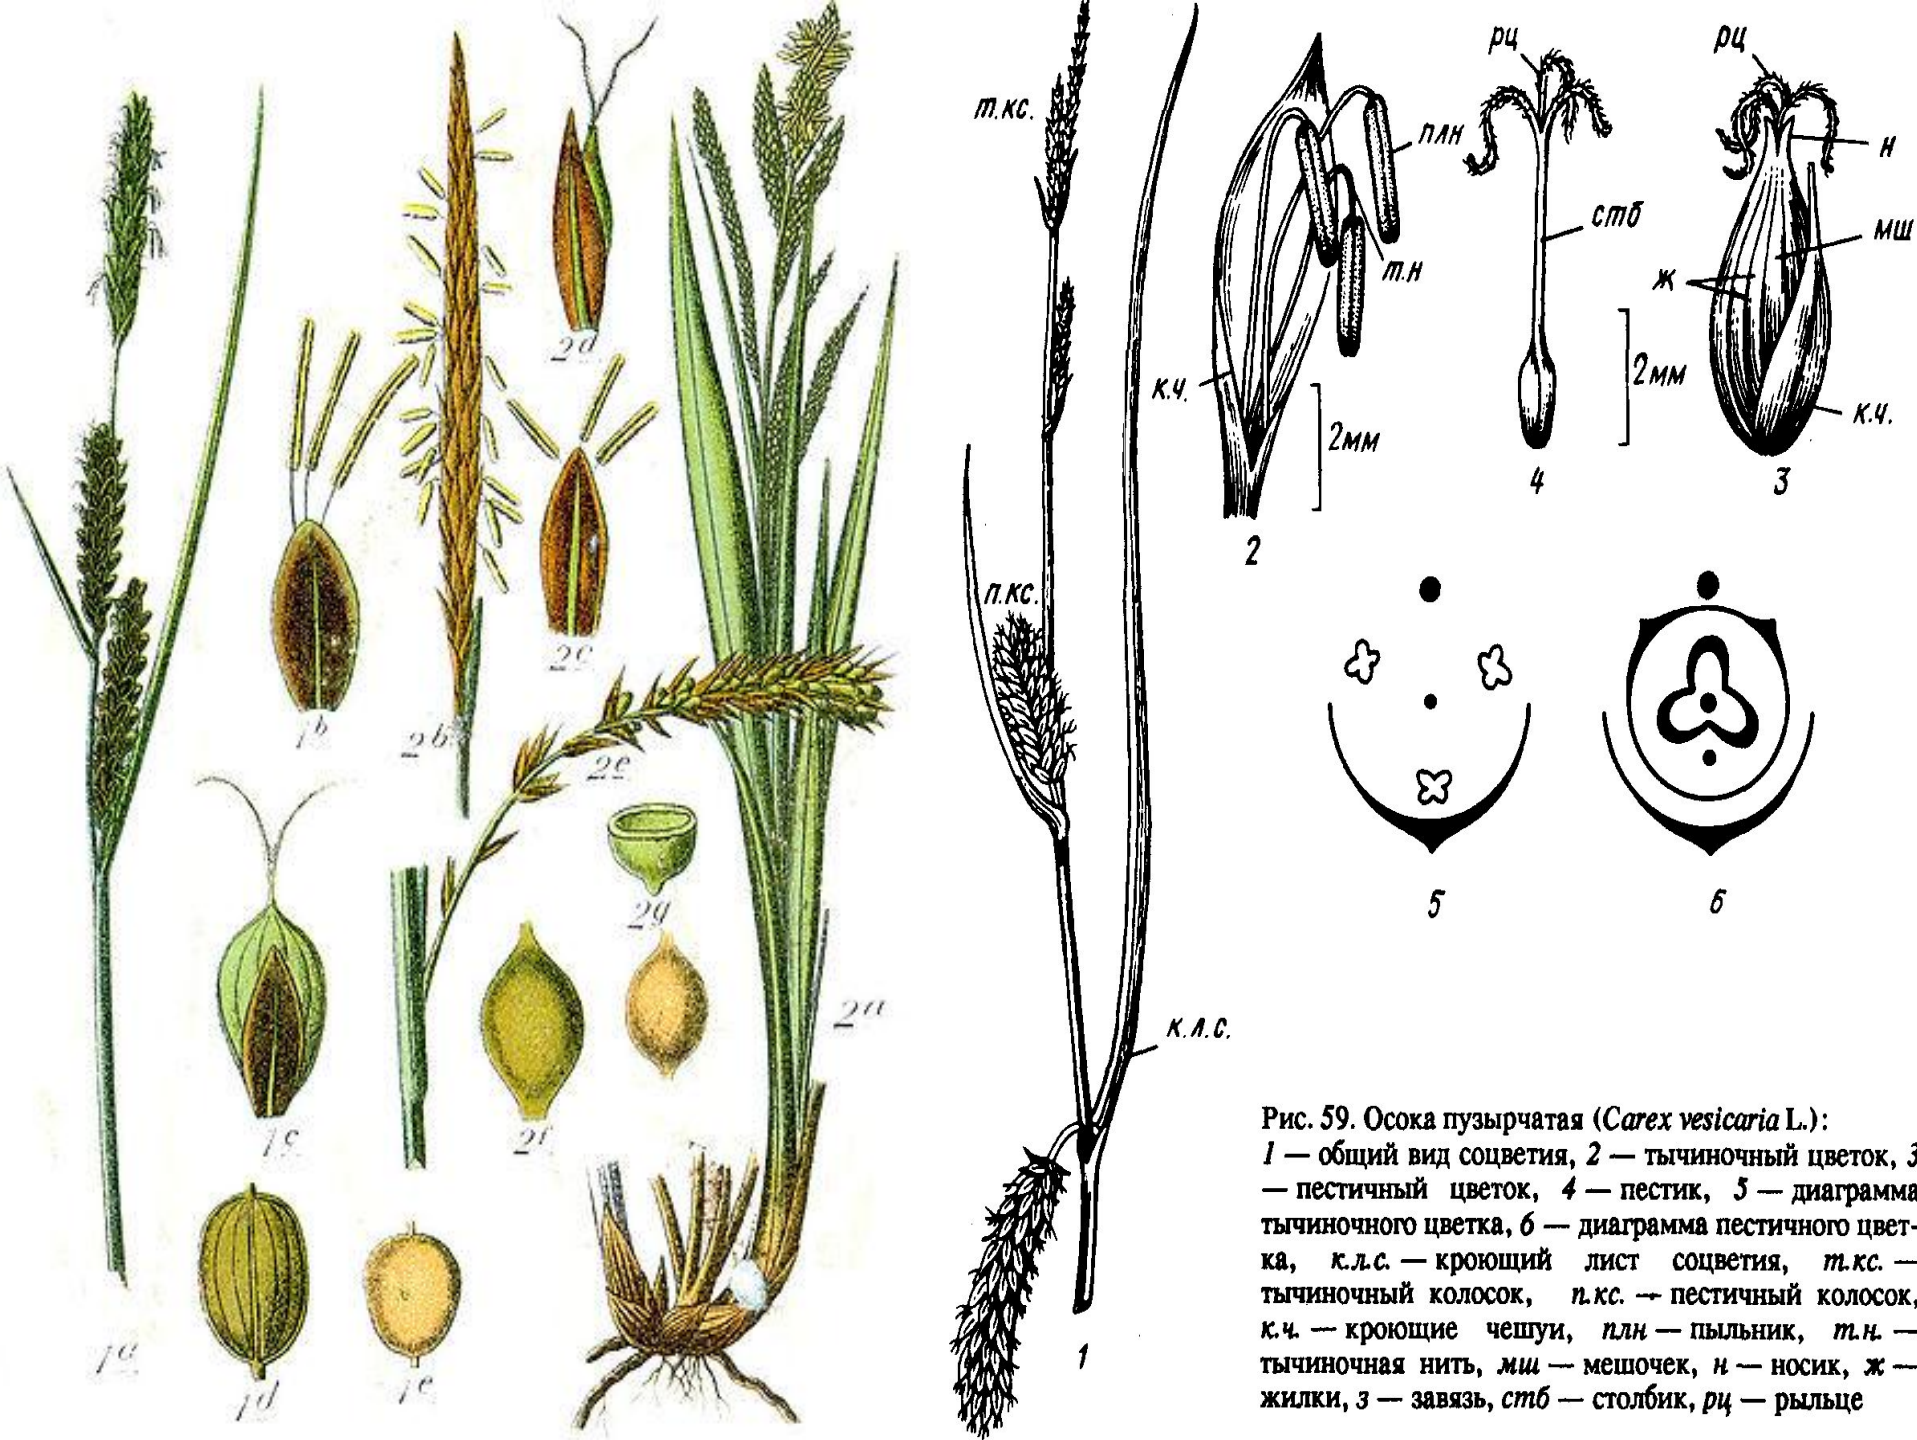 1a
1b
1c
1d
1e
2a
2b
2c
2d
2e
2f
2g
т.кс.
п.кс.
к.л.с.
1
к.ч.
плн
т.н
2мм
2
рц
стб
2мм
4
рц
н
мш
ж
к.ч.
3
5
6
Рис. 59. Осока пузырчатая (Carex vesicaria L.):
1 — общий вид соцветия, 2 — тычиночный цветок, 3
— пестичный цветок, 4 — пестик, 5 — диаграмма
тычиночного цветка, 6 — диаграмма пестичного цвет-
ка, к.л.с. — кроющий лист соцветия, т.кс. —
тычиночный колосок, п.кс. — пестичный колосок,
к.ч. — кроющие чешуи, плн — пыльник, т.н. —
тычиночная нить, мш — мешочек, н — носик, ж —
жилки, з — завязь, стб — столбик, рц — рыльце